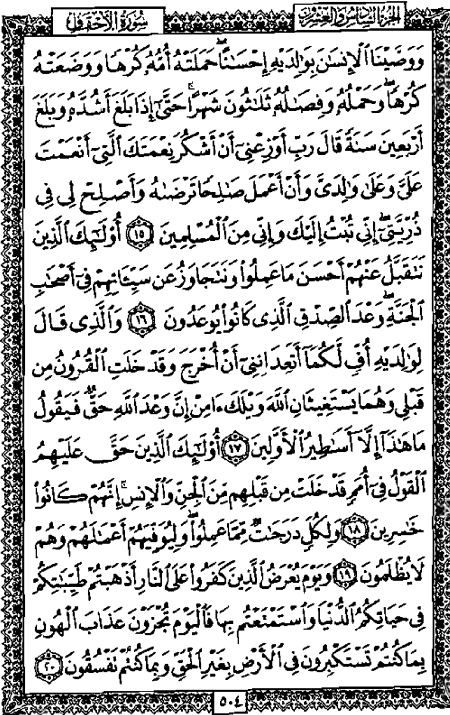 الجزء السادس والعشرون
سورة الأحقاف
وَوَصَّيْنَا ٱلْإِنسَٰنَ بِوَٰلِدَيْهِ إِحْسَٰنًا ۖ حَمَلَتْهُ أُمُّهُۥ كُرْهًا وَوَضَعَتْهُ
كُرْهًا ۖ وَحَمْلُهُۥ وَفِصَٰلُهُۥ ثَلَٰثُونَ شَهْرًا ۚ حَتَّىٰٓ إِذَا بَلَغَ أَشُدَّهُۥ وَبَلَغَ
أَرْبَعِينَ سَنَةً قَالَ رَبِّ أَوْزِعْنِىٓ أَنْ أَشْكُرَ نِعْمَتَكَ ٱلَّتِىٓ أَنْعَمْتَ
عَلَىَّ وَعَلَىٰ وَٰلِدَىَّ وَأَنْ أَعْمَلَ صَٰلِحًا تَرْضَىٰهُ وَأَصْلِحْ لِى فِى
ذُرِّيَّتِىٓ ۖ إِنِّى تُبْتُ إِلَيْكَ وَإِنِّى مِنَ ٱلْمُسْلِمِينَ ١٥ أُو۟لَٰٓئِكَ ٱلَّذِينَ
نَتَقَبَّلُ عَنْهُمْ أَحْسَنَ مَا عَمِلُوا۟ وَنَتَجَاوَزُ عَن سَيِّـَٔاتِهِمْ فِىٓ أَصْحَٰبِ
ٱلْجَنَّةِ ۖ وَعْدَ ٱلصِّدْقِ ٱلَّذِى كَانُوا۟ يُوعَدُونَ ١٦ وَٱلَّذِى قَالَ
لِوَٰلِدَيْهِ أُفٍّ لَّكُمَآ أَتَعِدَانِنِىٓ أَنْ أُخْرَجَ وَقَدْ خَلَتِ ٱلْقُرُونُ مِن
قَبْلِى وَهُمَا يَسْتَغِيثَانِ ٱللَّهَ وَيْلَكَ ءَامِنْ إِنَّ وَعْدَ ٱللَّهِ حَقٌّ فَيَقُولُ
مَا هَٰذَآ إِلَّآ أَسَٰطِيرُ ٱلْأَوَّلِينَ ١٧ أُو۟لَٰٓئِكَ ٱلَّذِينَ حَقَّ عَلَيْهِمُ
ٱلْقَوْلُ فِىٓ أُمَمٍ قَدْ خَلَتْ مِن قَبْلِهِم مِّنَ ٱلْجِنِّ وَٱلْإِنسِ ۖ إِنَّهُمْ كَانُوا۟
خَٰسِرِينَ ١٨ وَلِكُلٍّ دَرَجَٰتٌ مِّمَّا عَمِلُوا۟ ۖ وَلِيُوَفِّيَهُمْ أَعْمَٰلَهُمْ وَهُمْ
لَا يُظْلَمُونَ ١٩ وَيَوْمَ يُعْرَضُ ٱلَّذِينَ كَفَرُوا۟ عَلَى ٱلنَّارِ أَذْهَبْتُمْ طَيِّبَٰتِكُمْ
فِى حَيَاتِكُمُ ٱلدُّنْيَا وَٱسْتَمْتَعْتُم بِهَا فَٱلْيَوْمَ تُجْزَوْنَ عَذَابَ ٱلْهُونِ
بِمَا كُنتُمْ تَسْتَكْبِرُونَ فِى ٱلْأَرْضِ بِغَيْرِ ٱلْحَقِّ وَبِمَا كُنتُمْ تَفْسُقُونَ ٢٠
٥٠٤